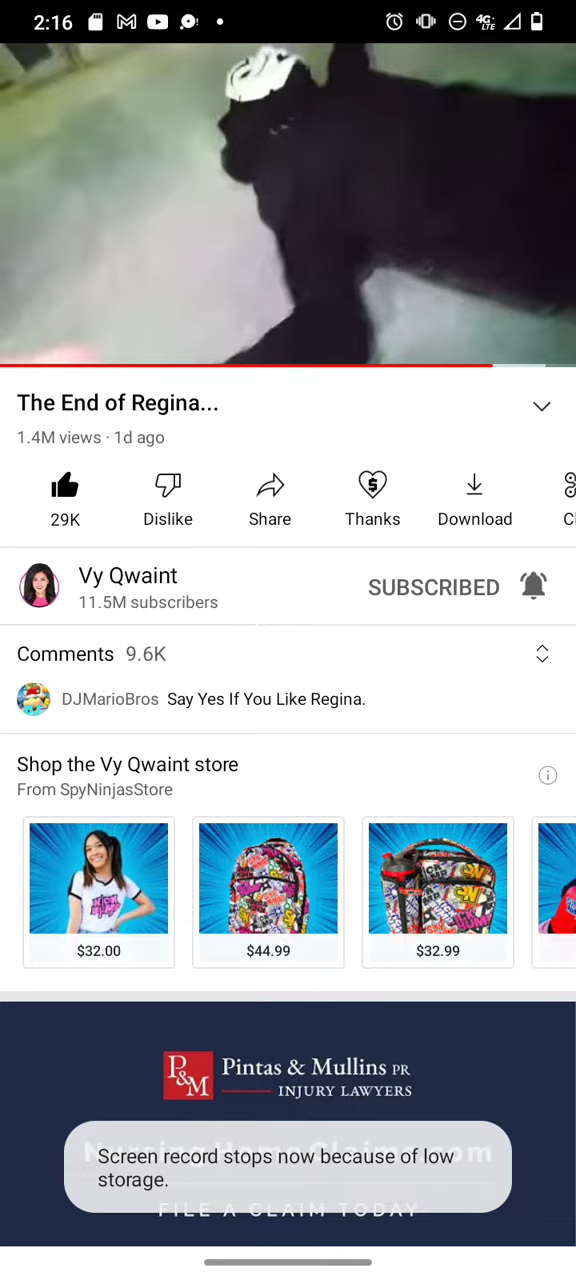 2:16
4G
LTE
The End of Regina...
1.4M views · 1d ago
29K
Dislike
Share
Thanks
Download
Cl
Vy Qwaint
11.5M subscribers
SUBSCRIBED
Comments 9.6K
DJMarioBros Say Yes If You Like Regina.
Shop the Vy Qwaint store
From SpyNinjasStore
$32.00
$44.99
$32.99
P&M
Pintas & Mullins PR
INJURY LAWYERS
NursingHomeClaims.com
Screen record stops now because of low
storage.
FILE A CLAIM TODAY